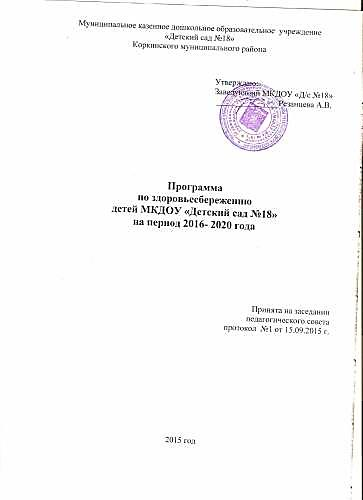 Муниципальное казенное дошкольное образовательное учреждение
«Детский сад №18»
Коркинского муниципального района
Утверждаю:
Заведующий МКДОУ «Д/с №18»
Резанцева А.В.
Программа
по здоровьесбережению
детей МКДОУ «Детский сад №18»
на период 2016- 2020 года
Принята на заседании
педагогического совета
протокол №1 от 15.09.2015 г.
2015 год